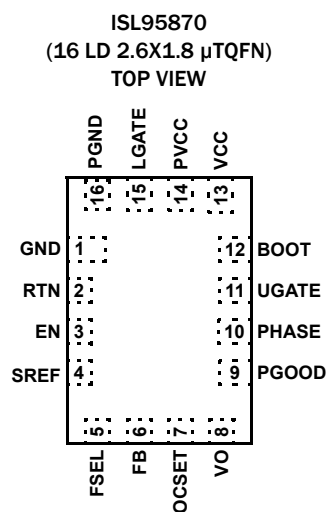 ISL95870
(16 LD 2.6X1.8 µTQFN)
TOP VIEW
PGND LGATE PVCC VCC
16 15 14 13
GND 1 12 BOOT
RTN 2 11 UGATE
EN 3 10 PHASE
SREF 4 9 PGOOD
5 6 7 8
FSEL FB OCSET VO